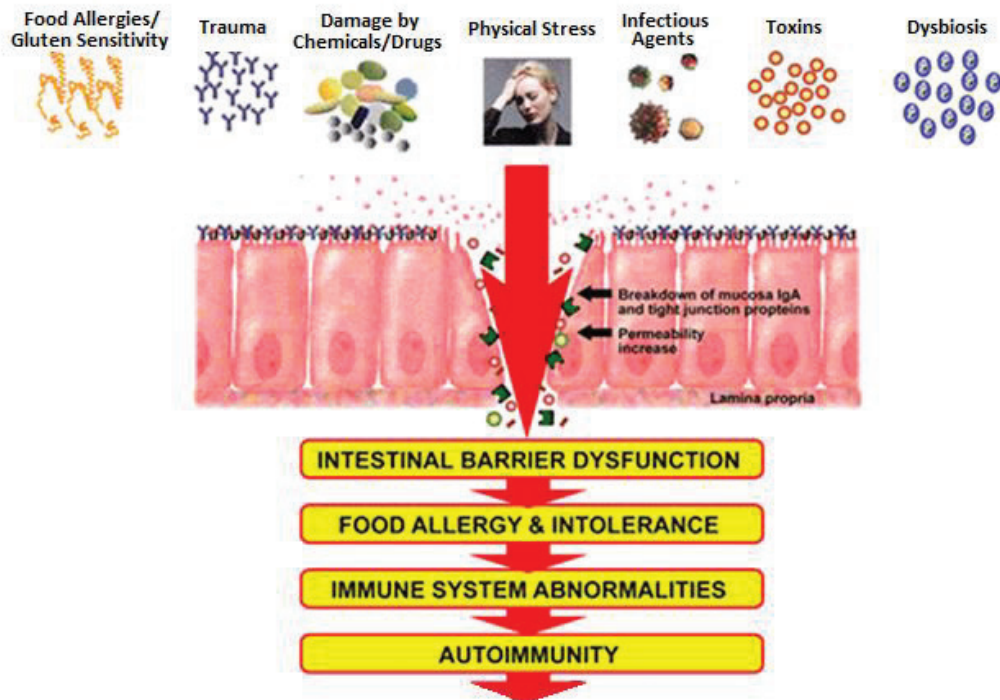 Food Allergies/
Gluten Sensitivity
Trauma
Damage by
Chemicals/Drugs
Physical Stress
Infectious
Agents
Toxins
Dysbiosis
Breakdown of mucosa IgA
and tight junction propteins
Permeability
increase
Lamina propria
INTESTINAL BARRIER DYSFUNCTION
FOOD ALLERGY & INTOLERANCE
IMMUNE SYSTEM ABNORMALITIES
AUTOIMMUNITY